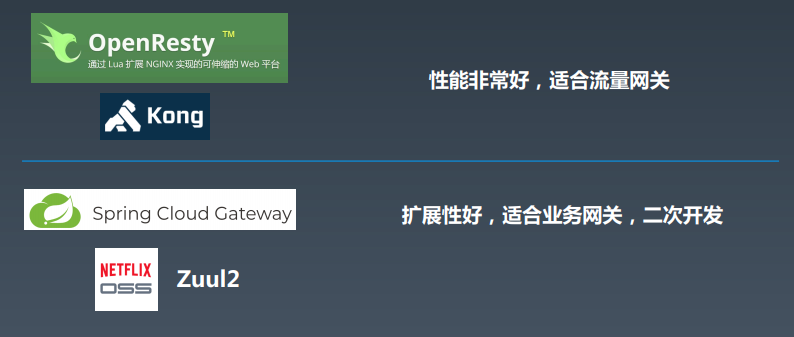 OpenResty ™
通过 Lua 扩展 NGINX 实现的可伸缩的 Web 平台
性能非常好，适合流量网关
Kong
Spring Cloud Gateway
扩展性好，适合业务网关，二次开发
NETFLIX
OSS
Zuul2